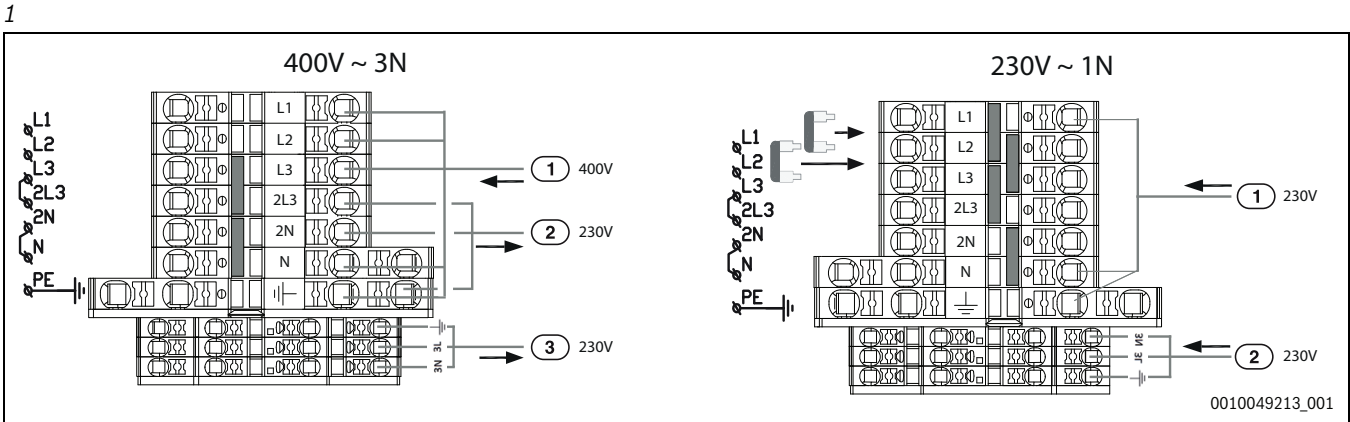 1
400V ~ 3N
L1
L2
L3
2L3
2N
N
PE
L1
L2
L3
2L3
2N
N
1 400V
2 230V
3L
3N
3 230V
230V ~ 1N
L1
L2
L3
2L3
2N
N
PE
L1
L2
L3
2L3
2N
N
1 230V
3N
3L
2 230V
0010049213_001